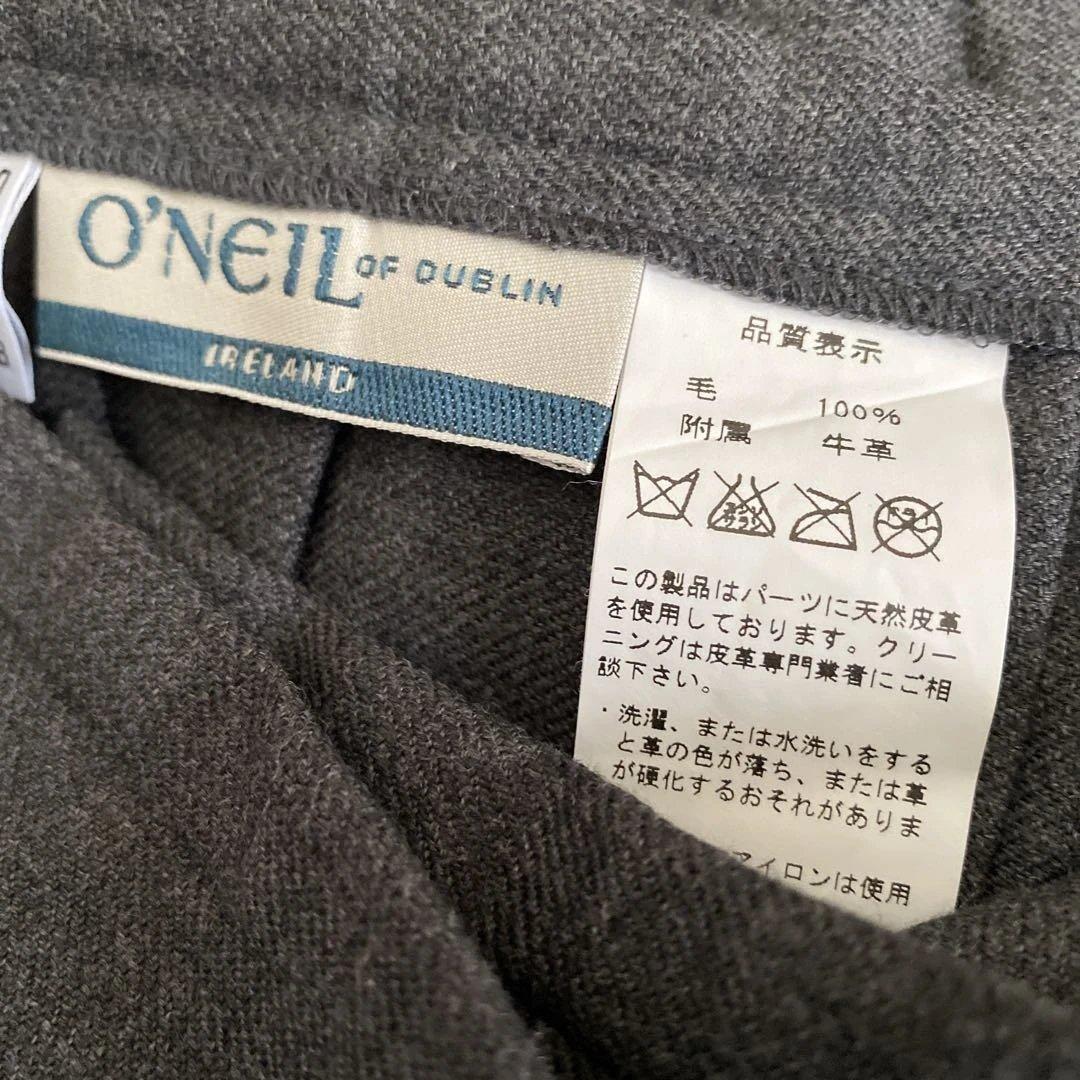 O'NEIL OF DUBLIN
IRELAND
品質表示
毛 100%
附属 牛革
この製品はパーツに天然皮革
を使用しております。クリー
ニングは皮革専門業者にご相
談下さい。
・洗濯、または水洗いをする
と革の色が落ち、または革
が硬化するおそれがありま
アイロンは使用